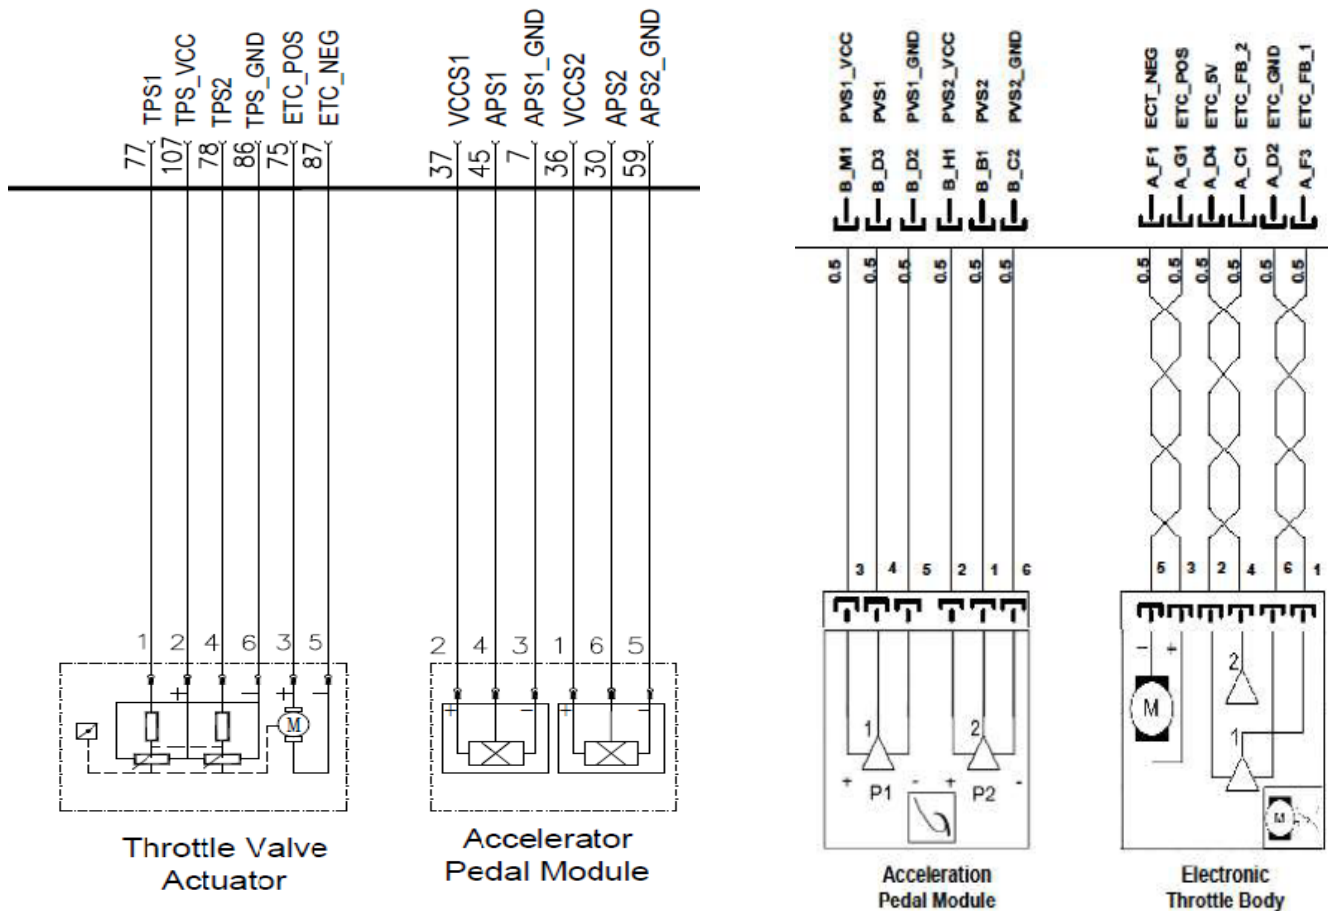 TPS1
TPS_VCC
TPS2
TPS_GND
ETC_POS
ETC_NEG
77
107
78
86
75
87
VCCS1
APS1
APS1_GND
VCCS2
APS2
APS2_GND
37
45
7
36
30
59
1 2 4 6 3 5
+ - + -
M
Throttle Valve
Actuator
2 4 3 1 6 5
+ - + -
Accelerator
Pedal Module
B_M1 PVS1_VCC
B_D3 PVS1
B_D2 PVS1_GND
B_H1 PVS2_VCC
B_B1 PVS2
B_C2 PVS2_GND
0.5 0.5 0.5 0.5 0.5 0.5
3 4 5 2 1 6
1 2
+ P1 - + P2 -
Acceleration
Pedal Module
A_F1 ECT_NEG
A_G1 ETC_POS
A_D4 ETC_5V
A_C1 ETC_FB_2
A_D2 ETC_GND
A_F3 ETC_FB_1
0.5 0.5 0.5 0.5 0.5 0.5
5 3 2 4 6 1
- +
2
M
1
M
Electronic
Throttle Body